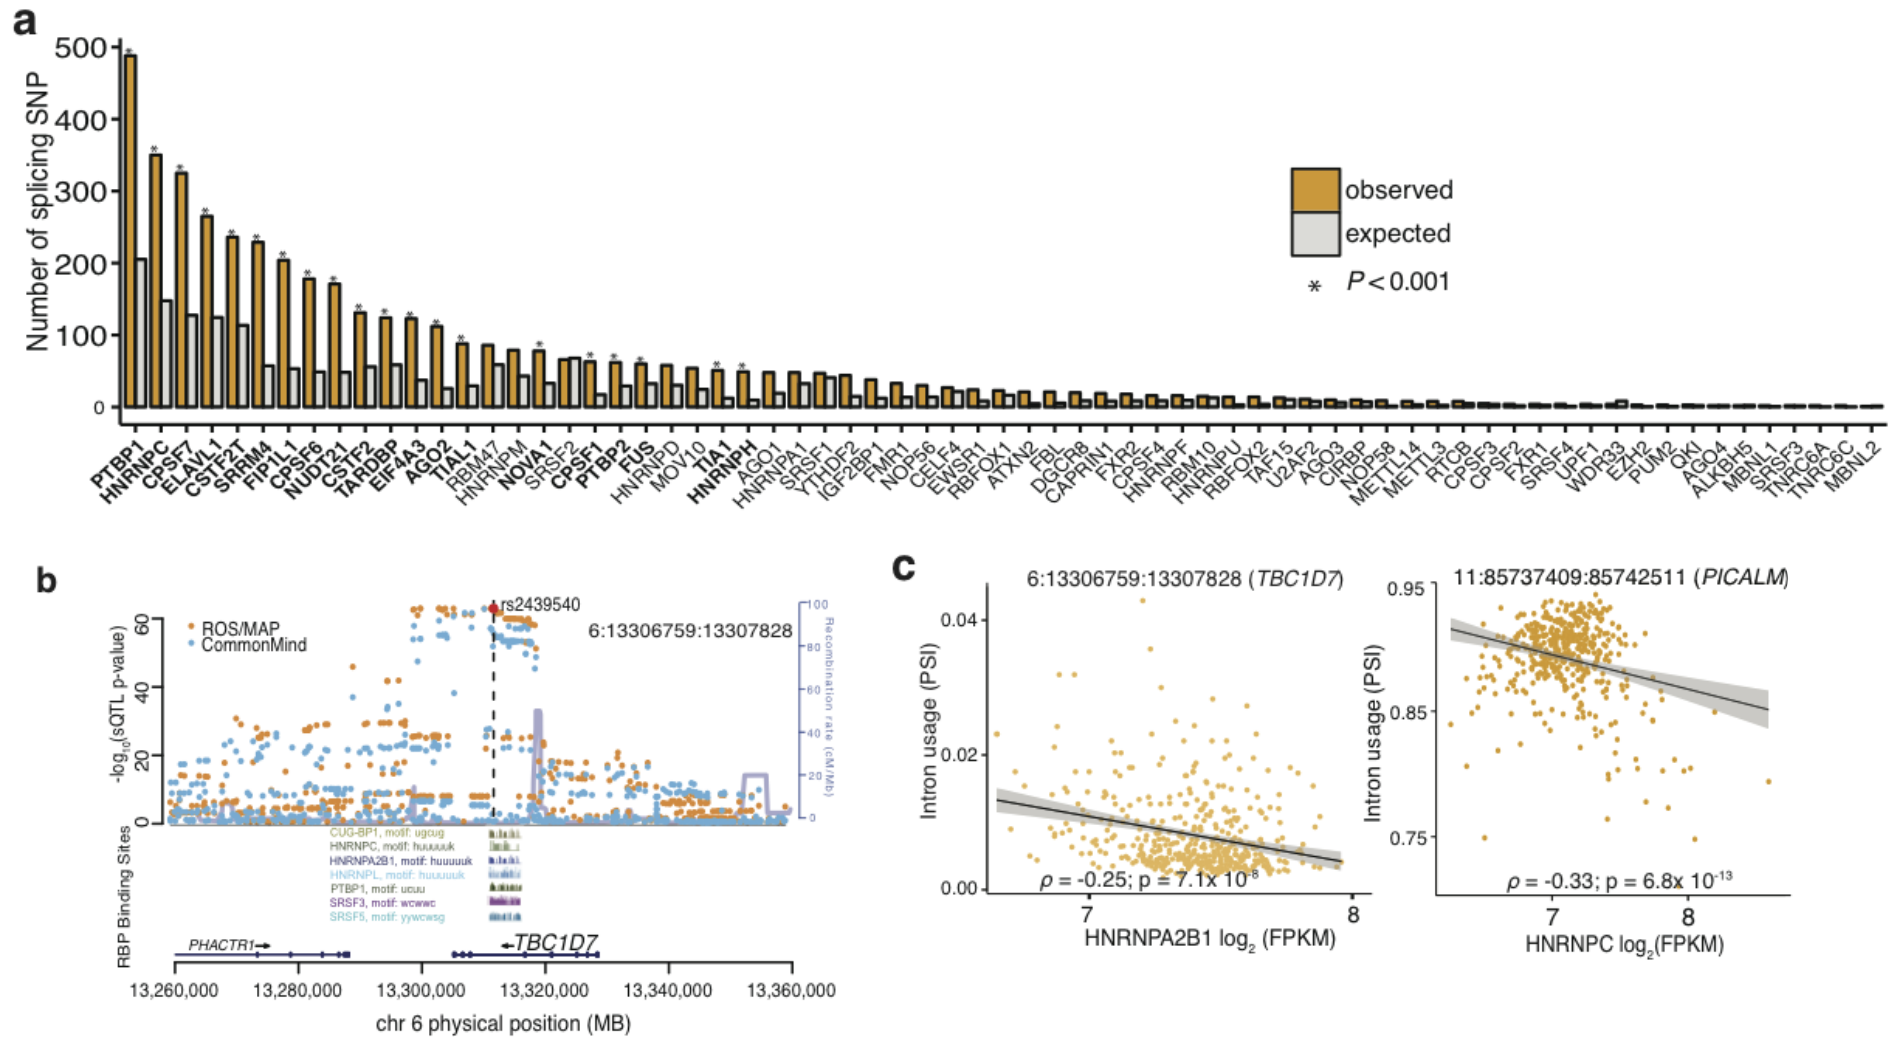 a
Number of splicing SNP
500
400
300
200
100
0
observed
expected
* P < 0.001
PTBP1
HNRNPC
CPSF7
ELAVL1
CSTF2T
SRRM4
FIP1L1
CPSF6
NUDT21
CSTF2
TARDBP
EIF4A3
AGO2
TIAL1
RBM47
HNRNPM
NOVA1
SRSF2
CPSF1
PTBP2
FUS
HNRNPD
MOV10
TIA1
HNRNPH
AGO1
HNRNPA1
SRSF1
YTHDF2
IGF2BP1
FMR1
NOP56
CELF4
EWSR1
RBFOX1
ATXN2
FBL
DGCR8
CAPRIN1
FXR2
CPSF4
HNRNPF
RBM10
HNRNPU
RBFOX2
TAF15
U2AF2
AGO3
CIRBP
NOP58
METTL14
METTL3
RTCB
CPSF3
CPSF2
FXR1
SRSF4
UPF1
WDR33
EZH2
PUM2
QKI
AGO4
ALKBH5
MBNL1
SRSF3
TNRC6A
TNRC6C
MBNL2
b
-log10(sQTL p-value)
60
40
20
0
ROS/MAP
CommonMind
rs2439540
6:13306759:13307828
100
80
60
40
20
0
Recombination rate (cM/Mb)
RBP Binding Sites
CUG-BP1, motif: ugcug
HNRNPC, motif: huuuuuk
HNRNPA2B1, motif: huuuuuk
HNRNPL, motif: huuuuuk
PTBP1, motif: ucuu
SRSF3, motif: wcwwc
SRSF5, motif: yywcwsg
PHACTR1→
←TBC1D7
13,260,000 13,280,000 13,300,000 13,320,000 13,340,000 13,360,000
chr 6 physical position (MB)
c
6:13306759:13307828 (TBC1D7)
Intron usage (PSI)
0.04
0.02
0.00
ρ = -0.25; p = 7.1x 10-8
7 8
HNRNPA2B1 log2 (FPKM)
11:85737409:85742511 (PICALM)
Intron usage (PSI)
0.95
0.85
0.75
ρ = -0.33; p = 6.8x 10-13
7 8
HNRNPC log2(FPKM)